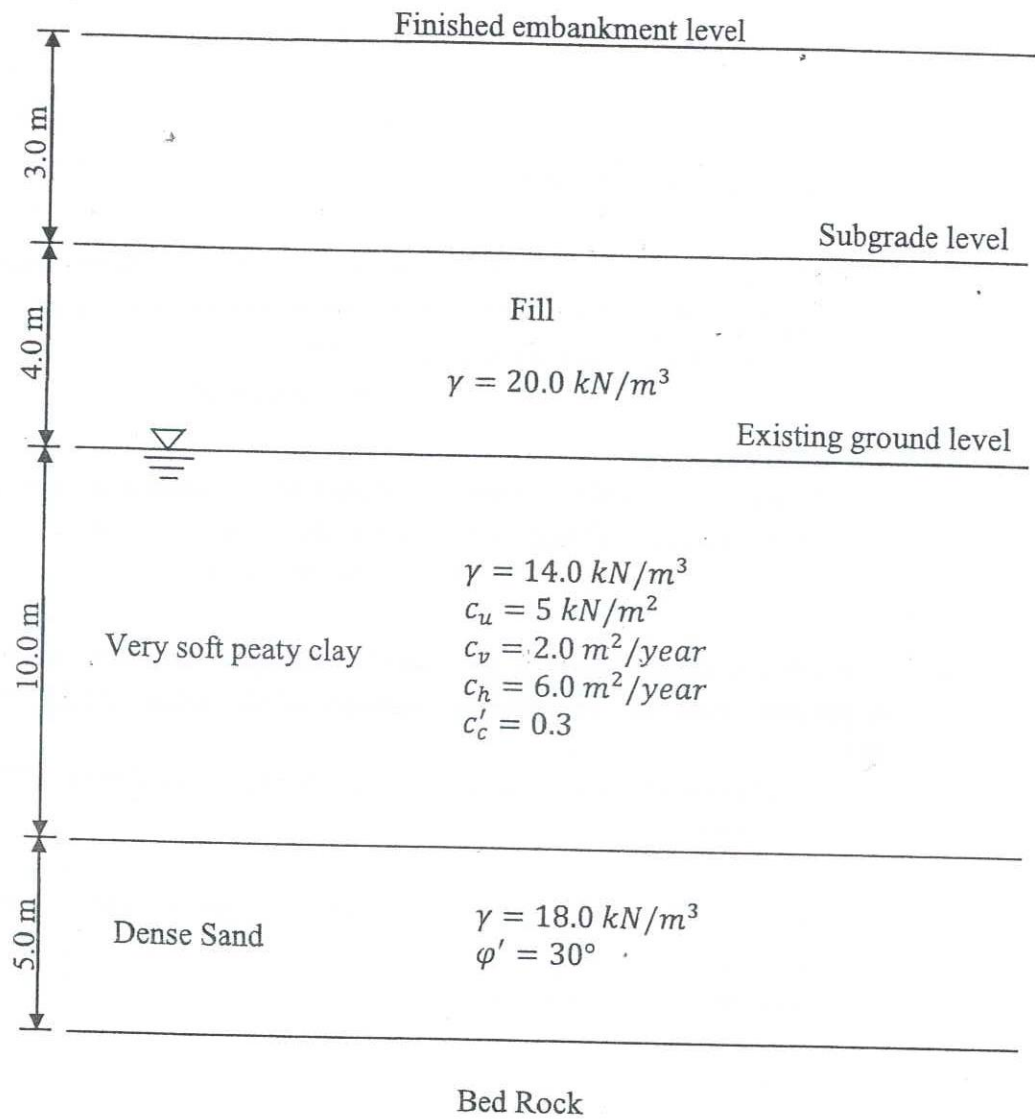 Finished embankment level
3.0 m
Subgrade level
4.0 m
Fill
γ = 20.0 kN/m³
Existing ground level
10.0 m
Very soft peaty clay
γ = 14.0 kN/m³
c_u = 5 kN/m²
c_v = 2.0 m²/year
c_h = 6.0 m²/year
c'_c = 0.3
5.0 m
Dense Sand
γ = 18.0 kN/m³
φ' = 30°
Bed Rock